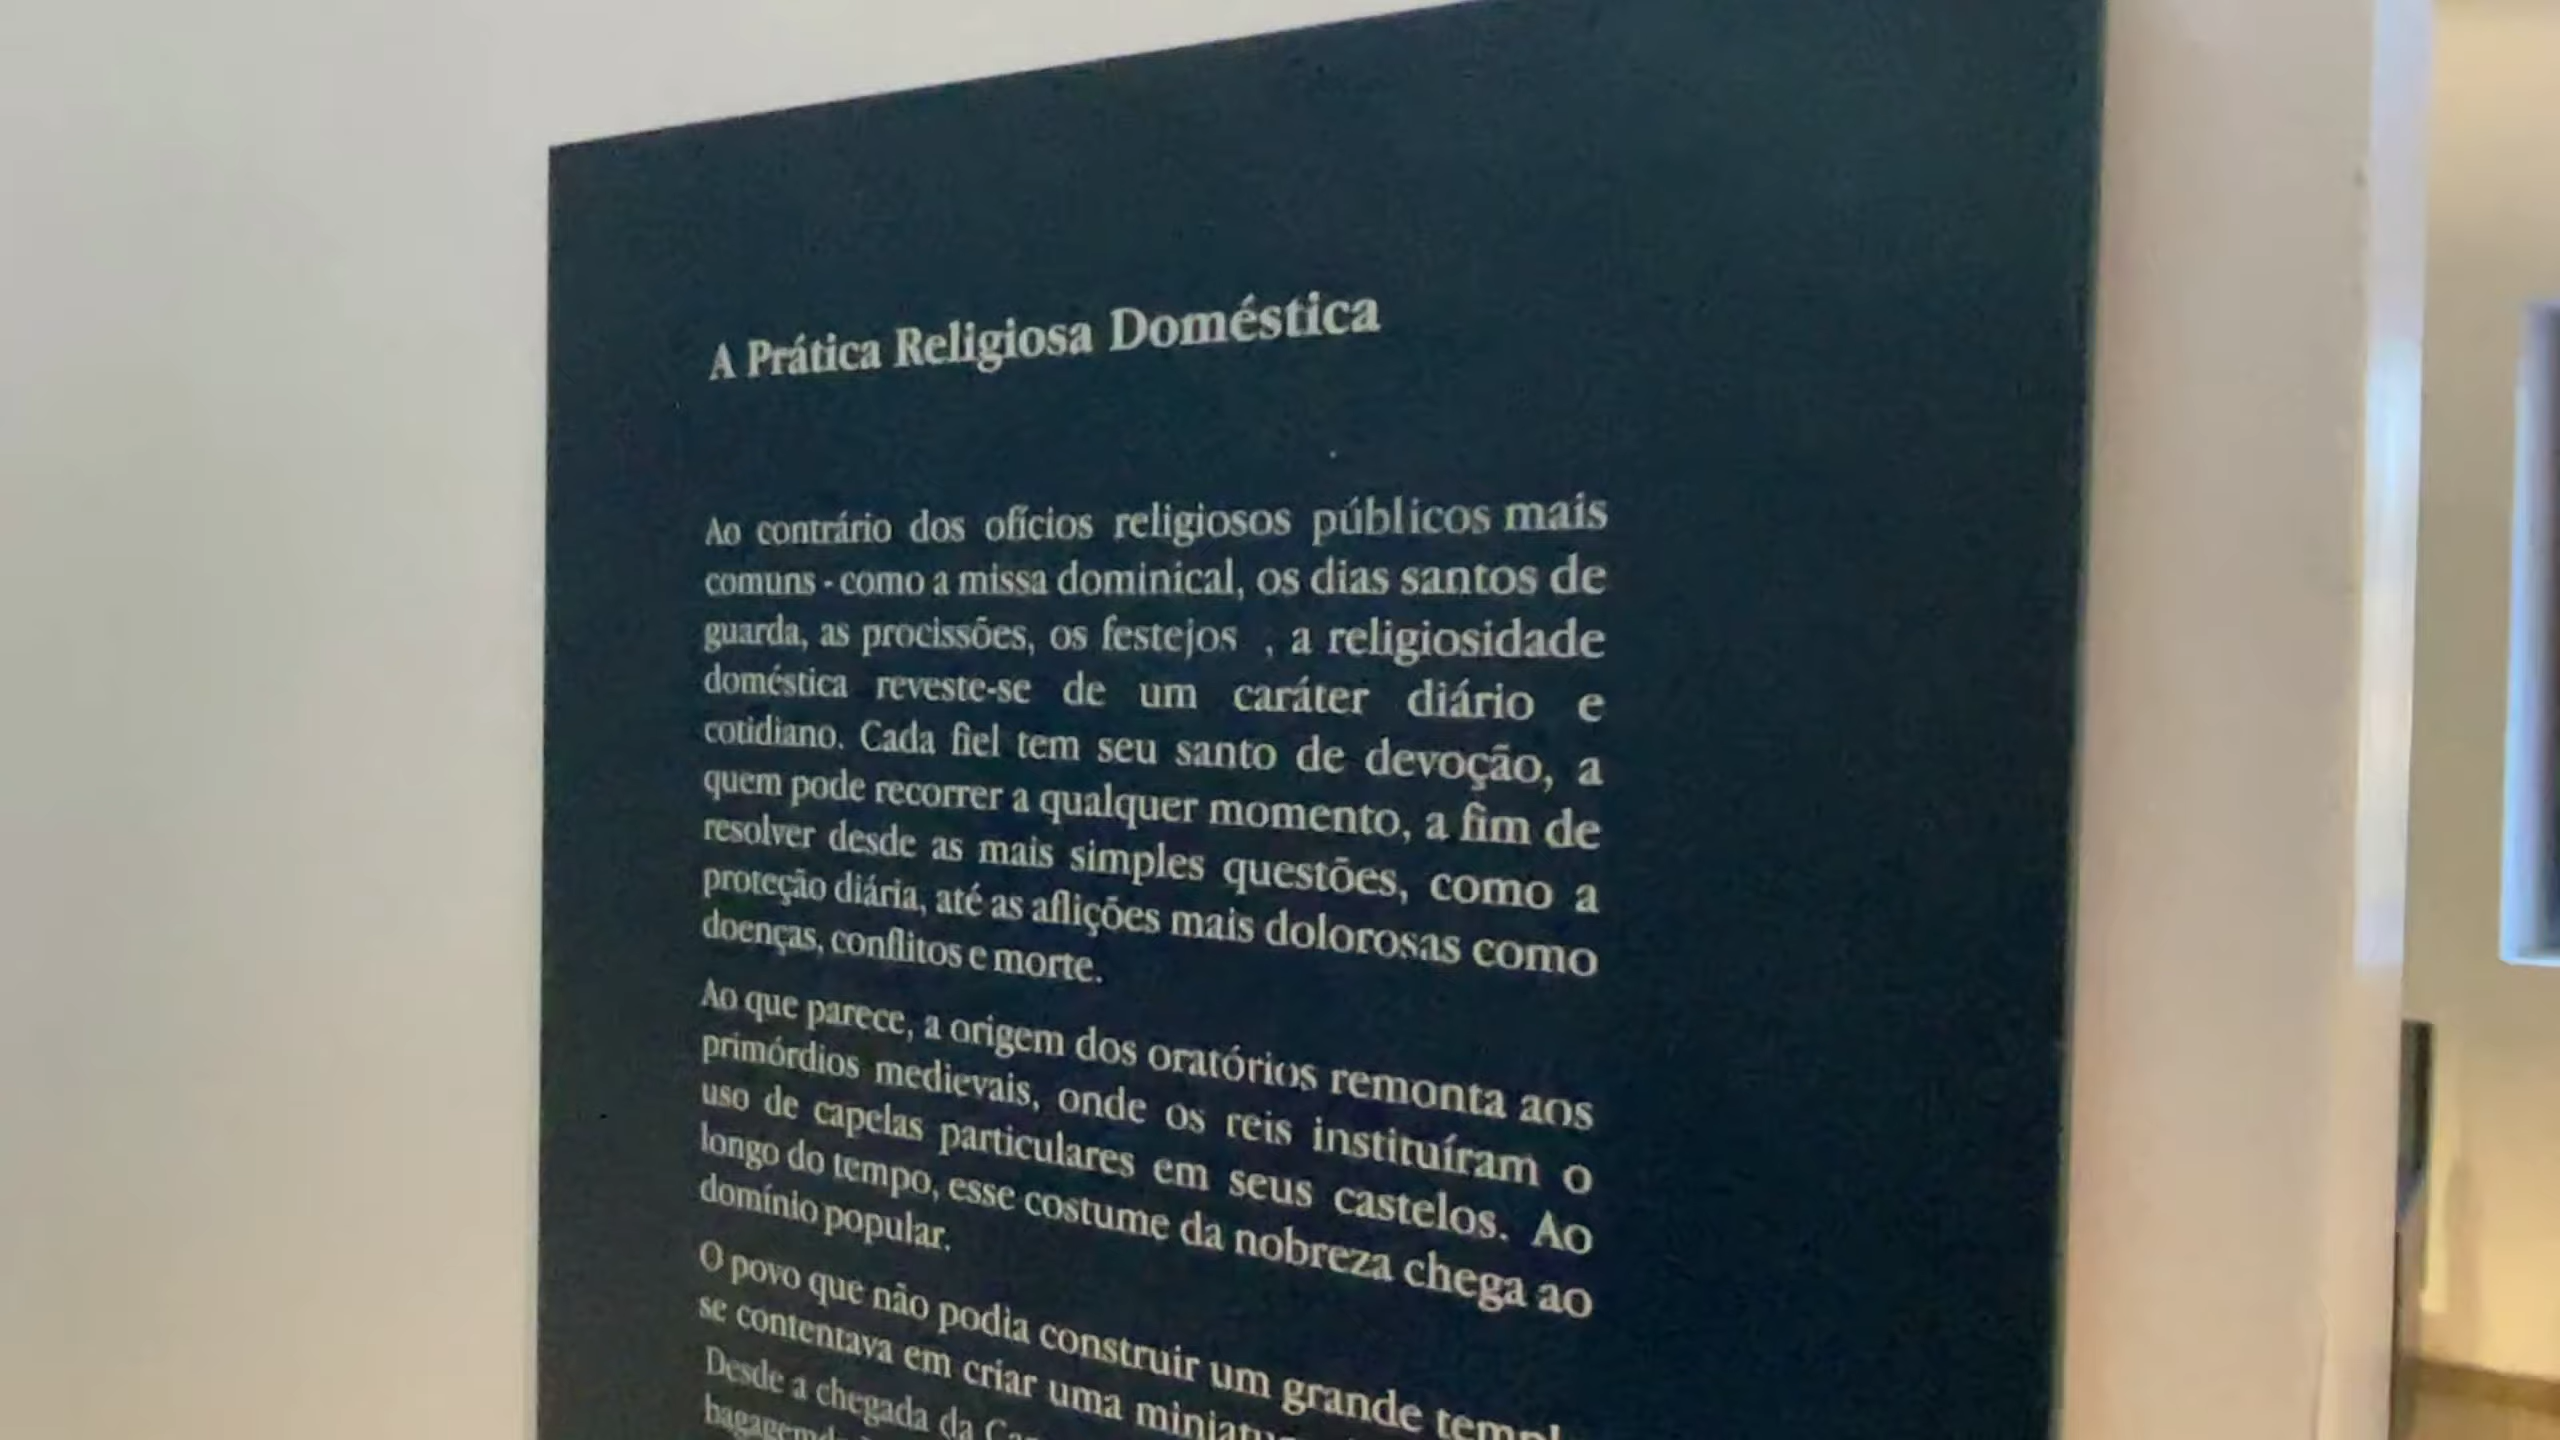 A Prática Religiosa Doméstica
Ao contrário dos ofícios religiosos públicos mais
comuns - como a missa dominical, os dias santos de
guarda, as procissões, os festejos , a religiosidade
doméstica reveste-se de um caráter diário e
cotidiano. Cada fiel tem seu santo de devoção, a
quem pode recorrer a qualquer momento, a fim de
resolver desde as mais simples questões, como a
proteção diária, até as aflições mais dolorosas como
doenças, conflitos e morte.
Ao que parece, a origem dos oratórios remonta aos
primórdios medievais, onde os reis instituíram o
uso de capelas particulares em seus castelos. Ao
longo do tempo, esse costume da nobreza chega ao
domínio popular.
O povo que não podia construir um grande
se contentava em criar uma
Desde a chegada da